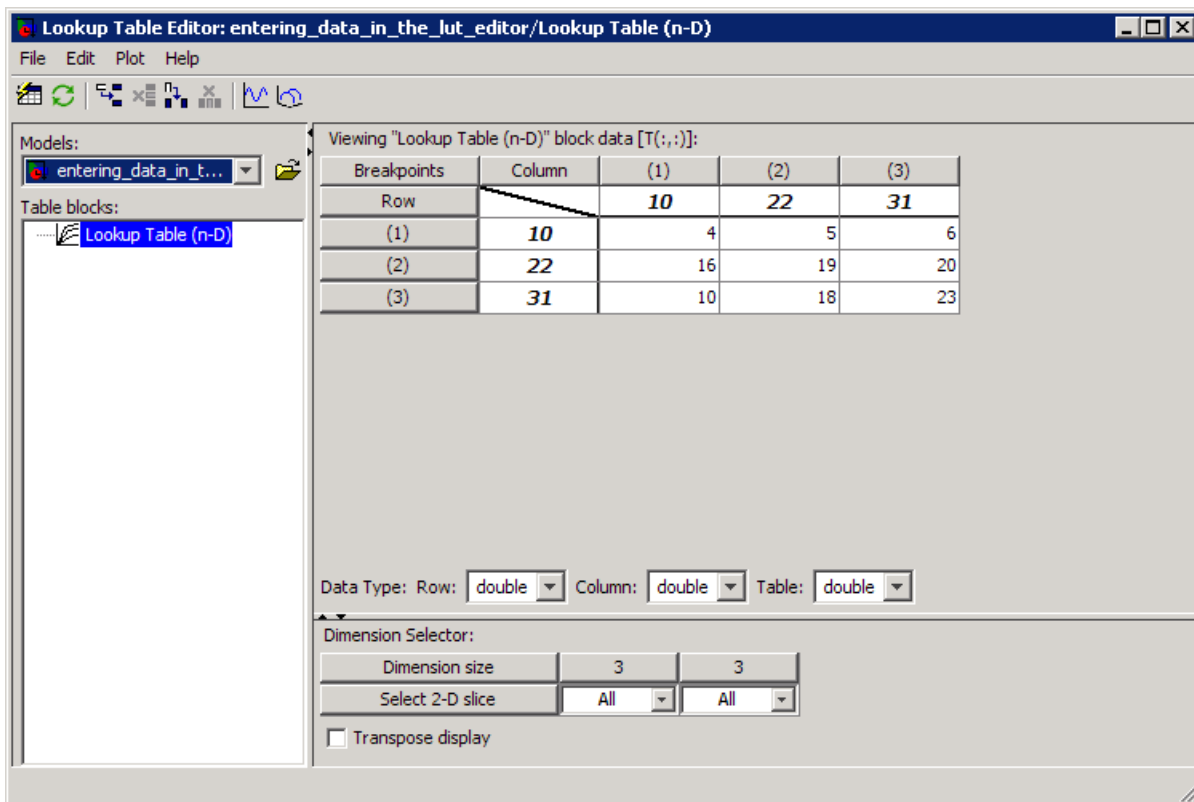 Lookup Table Editor: entering_data_in_the_lut_editor/Lookup Table (n-D)
File Edit Plot Help
Models:
entering_data_in_t...
Table blocks:
Lookup Table (n-D)
Viewing "Lookup Table (n-D)" block data [T(:,:)]:
Breakpoints Column (1) (2) (3)
Row 10 22 31
(1) 10 4 5 6
(2) 22 16 19 20
(3) 31 10 18 23
Data Type: Row: double Column: double Table: double
Dimension Selector:
Dimension size 3 3
Select 2-D slice All All
Transpose display